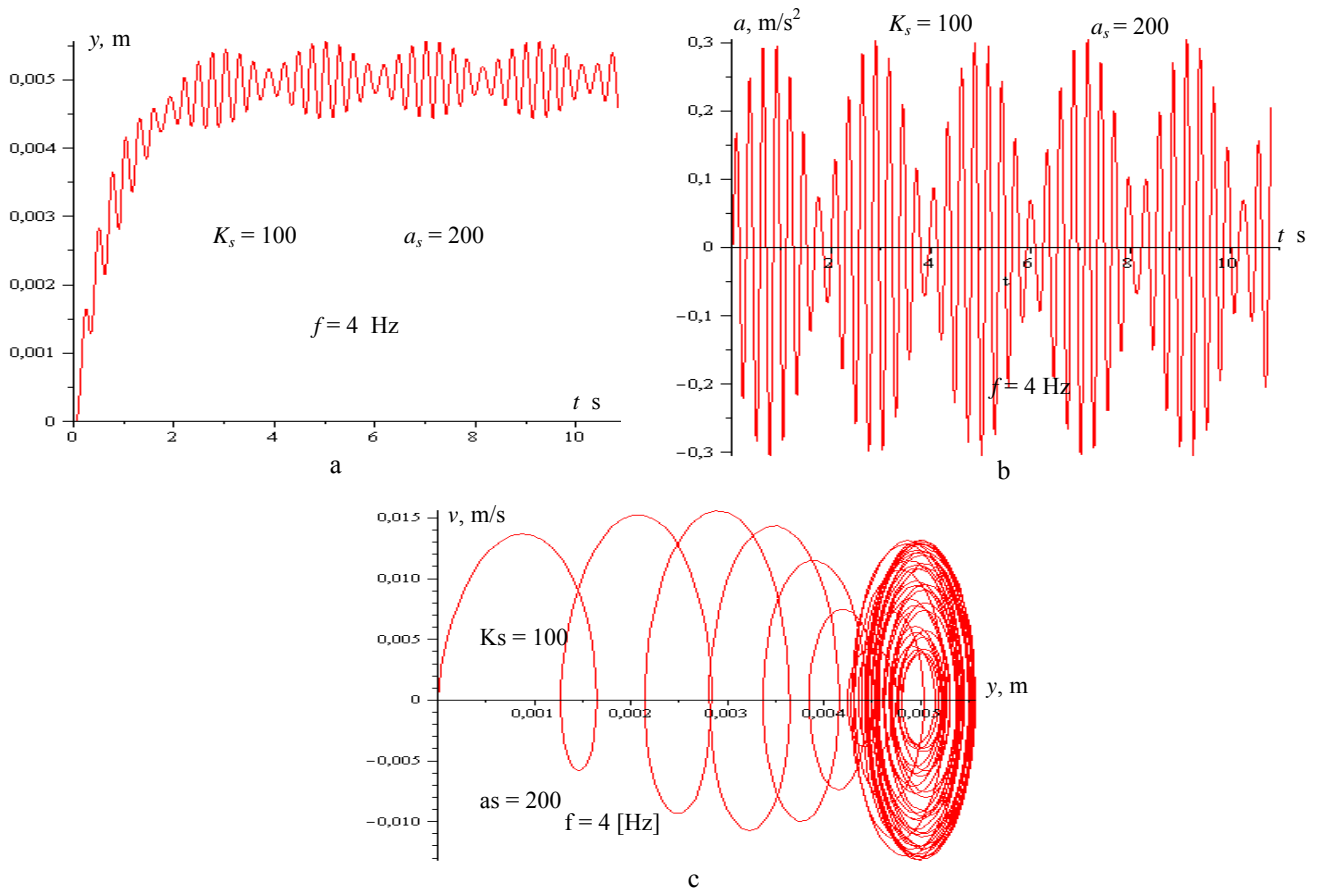 y, m
0,005
0,004
0,003
0,002
0,001
0
0 2 4 6 8 10
K_s = 100 a_s = 200
f = 4 Hz
t s
a
a, m/s²
K_s = 100 a_s = 200
0,3
0,2
0,1
0
−0,1
−0,2
−0,3
2 4 6 8 10
t s
t
f = 4 Hz
b
v, m/s
0,015
0,010
0,005
0
−0,005
−0,010
Ks = 100
0,001 0,002 0,003 0,004 0,005
y, m
as = 200
f = 4 [Hz]
c